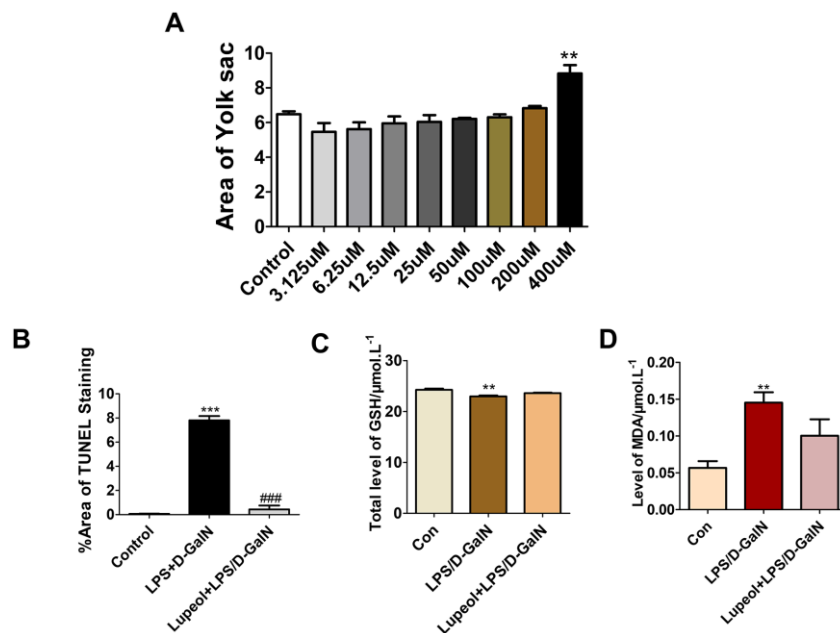 A
Area of Yolk sac
10
8
6
4
2
0
**
Control
3.125uM
6.25uM
12.5uM
25uM
50uM
100uM
200uM
400uM
B
%Area of TUNEL Staining
10
8
6
4
2
0
***
###
Control
LPS+D-GalN
Lupeol+LPS/D-GalN
C
Total level of GSH/μmol.L-1
30
20
10
0
**
Con
LPS/D-GalN
Lupeol+LPS/D-GalN
D
Level of MDA/μmol.L-1
0.20
0.15
0.10
0.05
0.00
**
Con
LPS/D-GalN
Lupeol+LPS/D-GalN